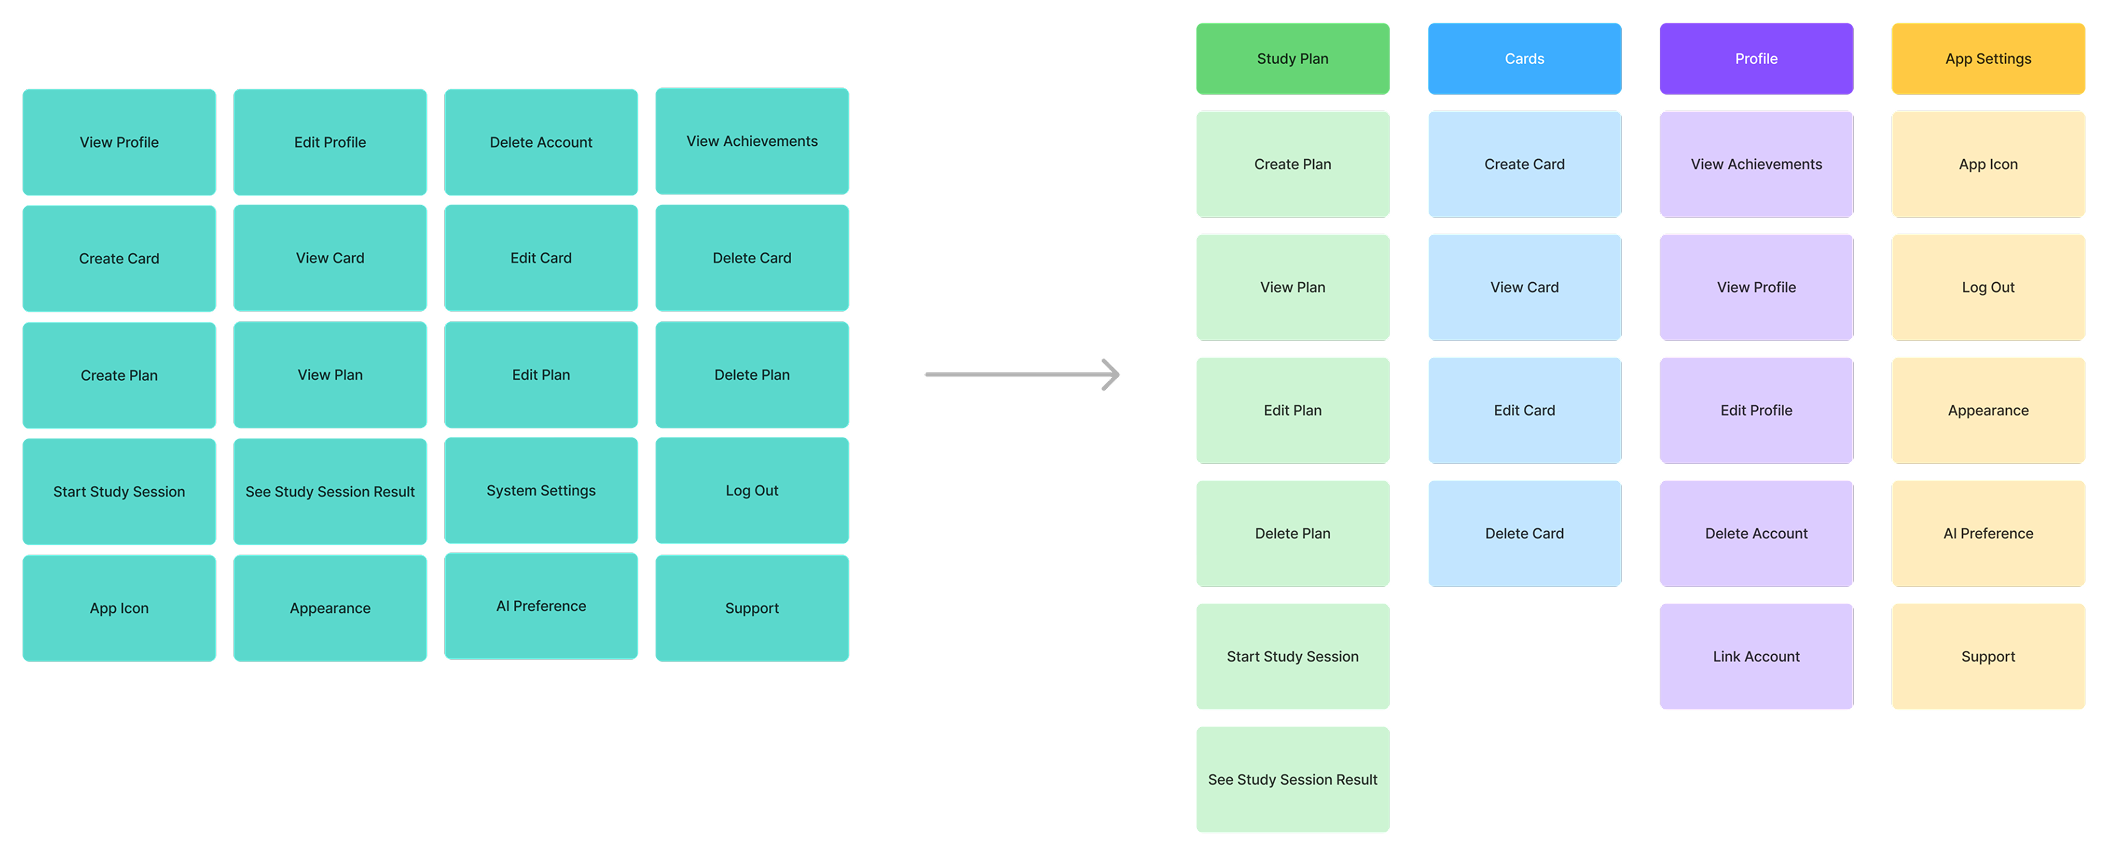 View Profile
Edit Profile
Delete Account
View Achievements
Create Card
View Card
Edit Card
Delete Card
Create Plan
View Plan
Edit Plan
Delete Plan
Start Study Session
See Study Session Result
System Settings
Log Out
App Icon
Appearance
AI Preference
Support
Study Plan
Cards
Profile
App Settings
Create Plan
Create Card
View Achievements
App Icon
View Plan
View Card
View Profile
Log Out
Edit Plan
Edit Card
Edit Profile
Appearance
Delete Plan
Delete Card
Delete Account
AI Preference
Start Study Session
Link Account
Support
See Study Session Result